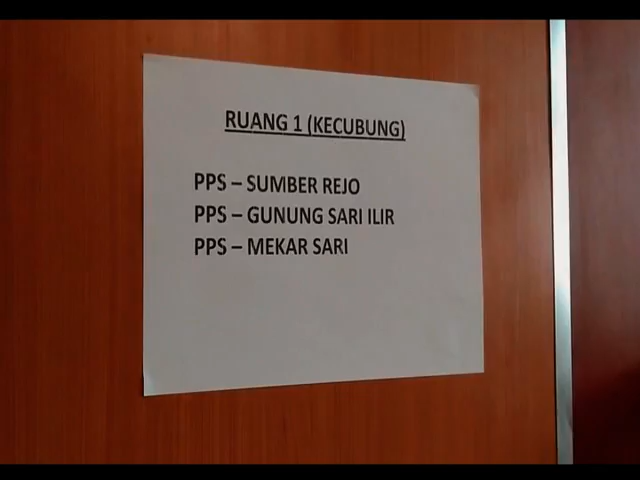 RUANG 1 (KECUBUNG)
PPS – SUMBER REJO
PPS – GUNUNG SARI ILIR
PPS – MEKAR SARI